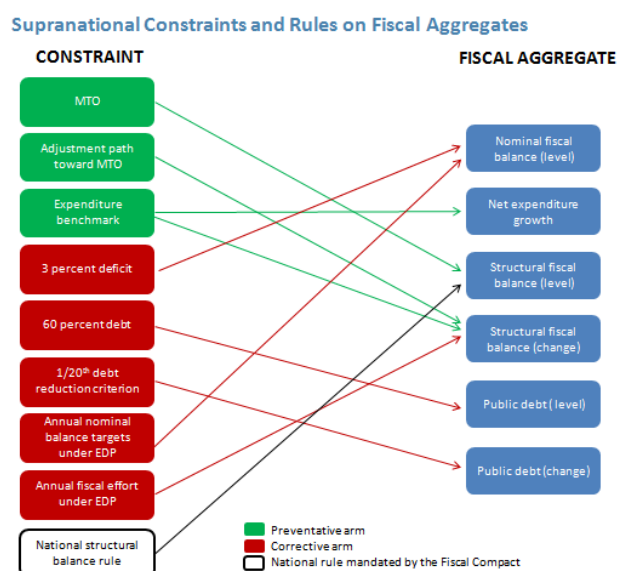 Supranational Constraints and Rules on Fiscal Aggregates
CONSTRAINT
FISCAL AGGREGATE
MTO
Adjustment path
toward MTO
Expenditure
benchmark
3 percent deficit
60 percent debt
1/20th debt
reduction criterion
Annual nominal
balance targets
under EDP
Annual fiscal effort
under EDP
National structural
balance rule
Nominal fiscal
balance (level)
Net expenditure
growth
Structural fiscal
balance (level)
Structural fiscal
balance (change)
Public debt ( level)
Public debt (change)
Preventative arm
Corrective arm
National rule mandated by the Fiscal Compact